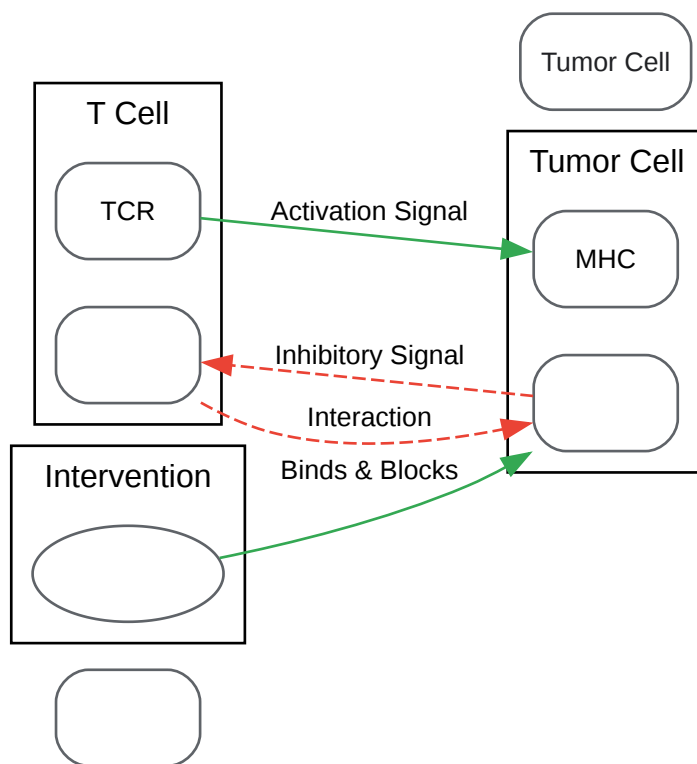 Tumor Cell
T Cell
Tumor Cell
TCR
Activation Signal
MHC
Inhibitory Signal
Interaction
Binds & Blocks
Intervention